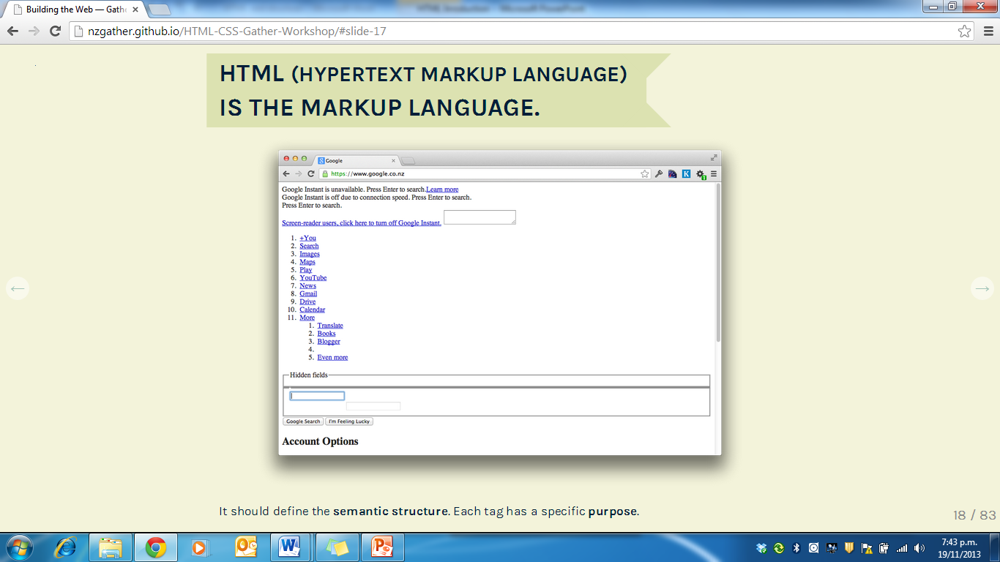 Building the Web — Gath
nzgather.github.io/HTML-CSS-Gather-Workshop/#slide-17
HTML (HYPERTEXT MARKUP LANGUAGE)
IS THE MARKUP LANGUAGE.
Google
https://www.google.co.nz
Google Instant is unavailable. Press Enter to search.Learn more
Google Instant is off due to connection speed. Press Enter to search.
Press Enter to search.
Screen-reader users, click here to turn off Google Instant.
1. +You
2. Search
3. Images
4. Maps
5. Play
6. YouTube
7. News
8. Gmail
9. Drive
10. Calendar
11. More
1. Translate
2. Books
3. Blogger
4.
5. Even more
Hidden fields
Google Search I'm Feeling Lucky
Account Options
It should define the semantic structure. Each tag has a specific purpose.
18 / 83
7:43 p.m.
19/11/2013